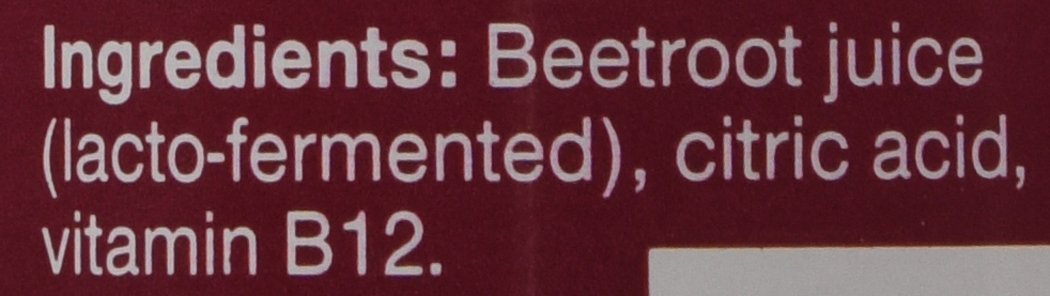 Ingredients: Beetroot juice
(lacto-fermented), citric acid,
vitamin B12.